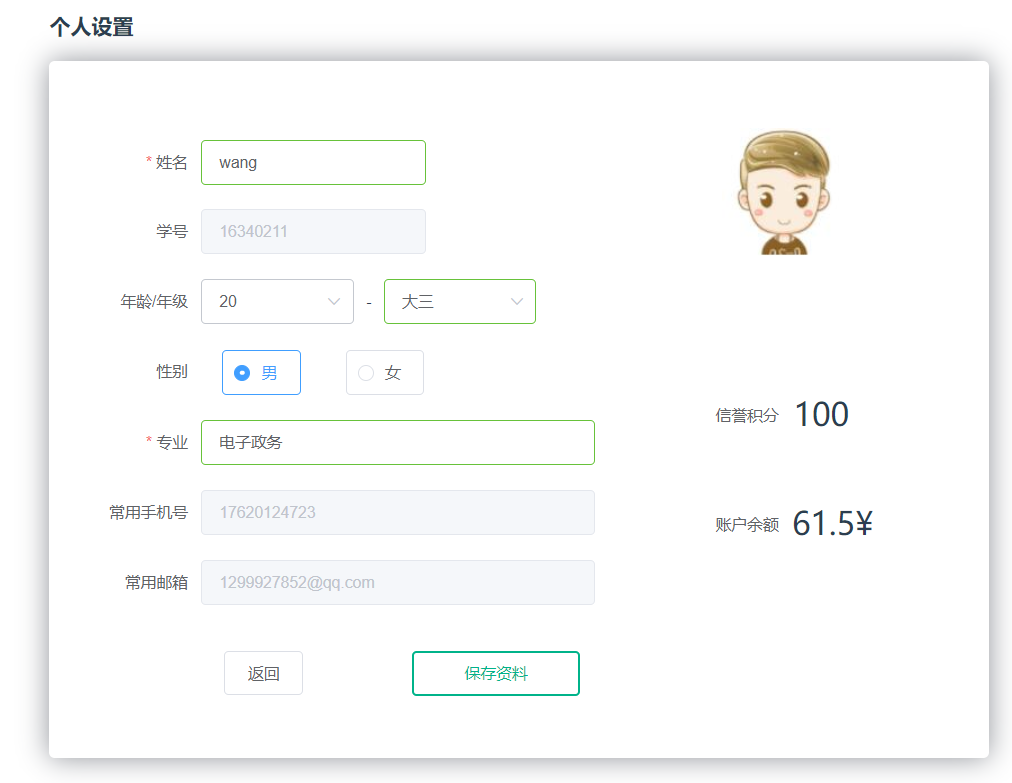 个人设置
* 姓名 wang
学号 16340211
年龄/年级 20 - 大三
性别 男 女
* 专业 电子政务
信誉积分 100
常用手机号 17620124723
账户余额 61.5¥
常用邮箱 1299927852@qq.com
返回 保存资料